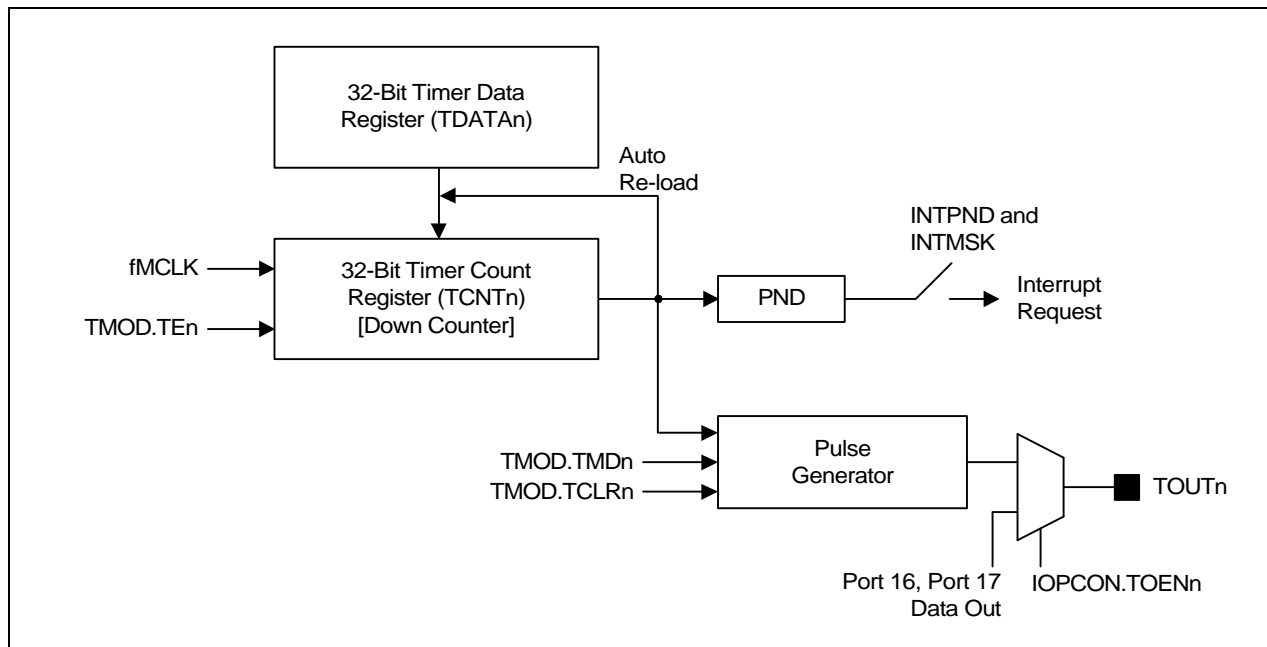 32-Bit Timer Data
Register (TDATAn)
Auto
Re-load
INTPND and
INTMSK
fMCLK
32-Bit Timer Count
Register (TCNTn)
[Down Counter]
TMOD.TEn
PND
Interrupt
Request
Pulse
Generator
TMOD.TMDn
TMOD.TCLRn
TOUTn
Port 16, Port 17
Data Out
IOPCON.TOENn